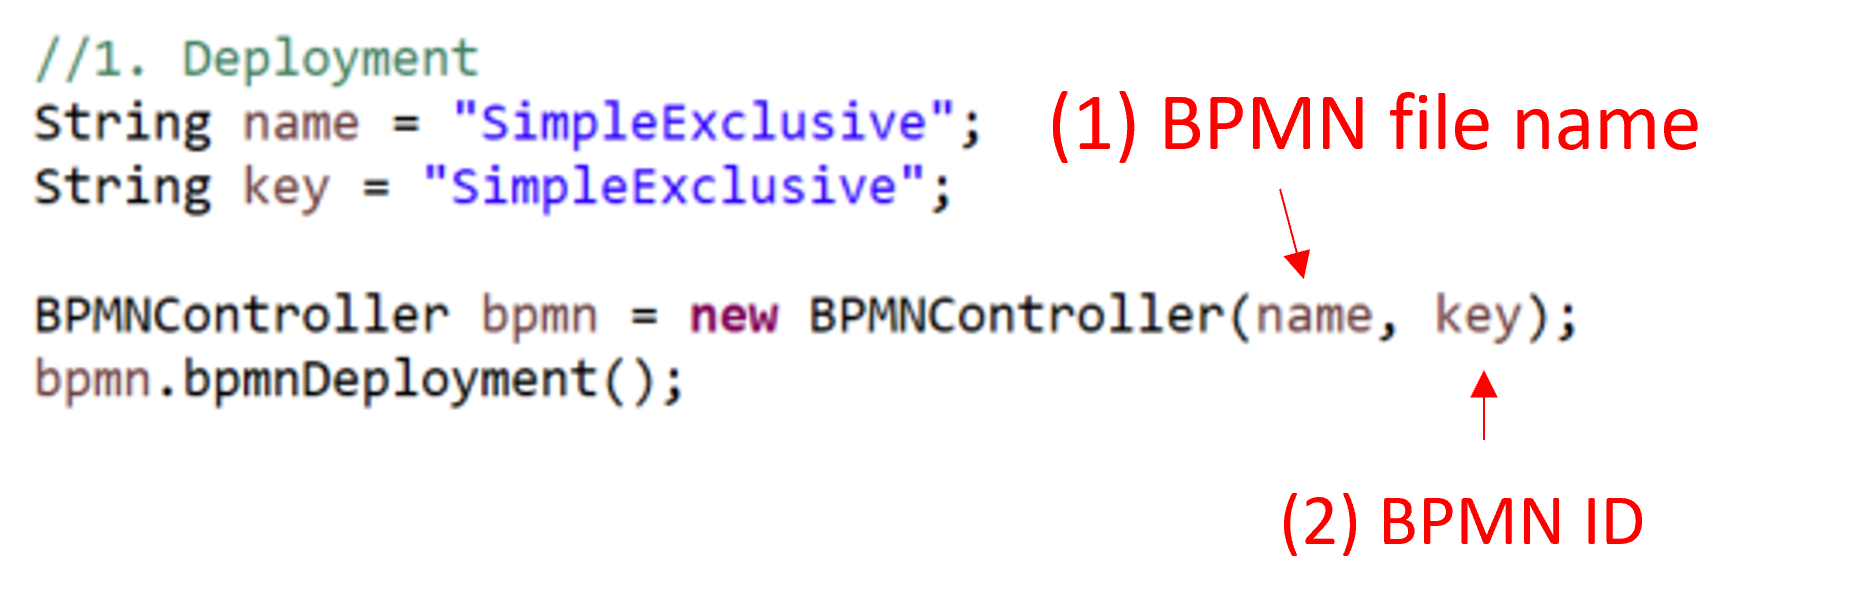 //1. Deployment
String name = "SimpleExclusive";
(1) BPMN file name
String key = "SimpleExclusive";
BPMNController bpmn = new BPMNController(name, key);
bpmn.bpmnDeployment();
(2) BPMN ID